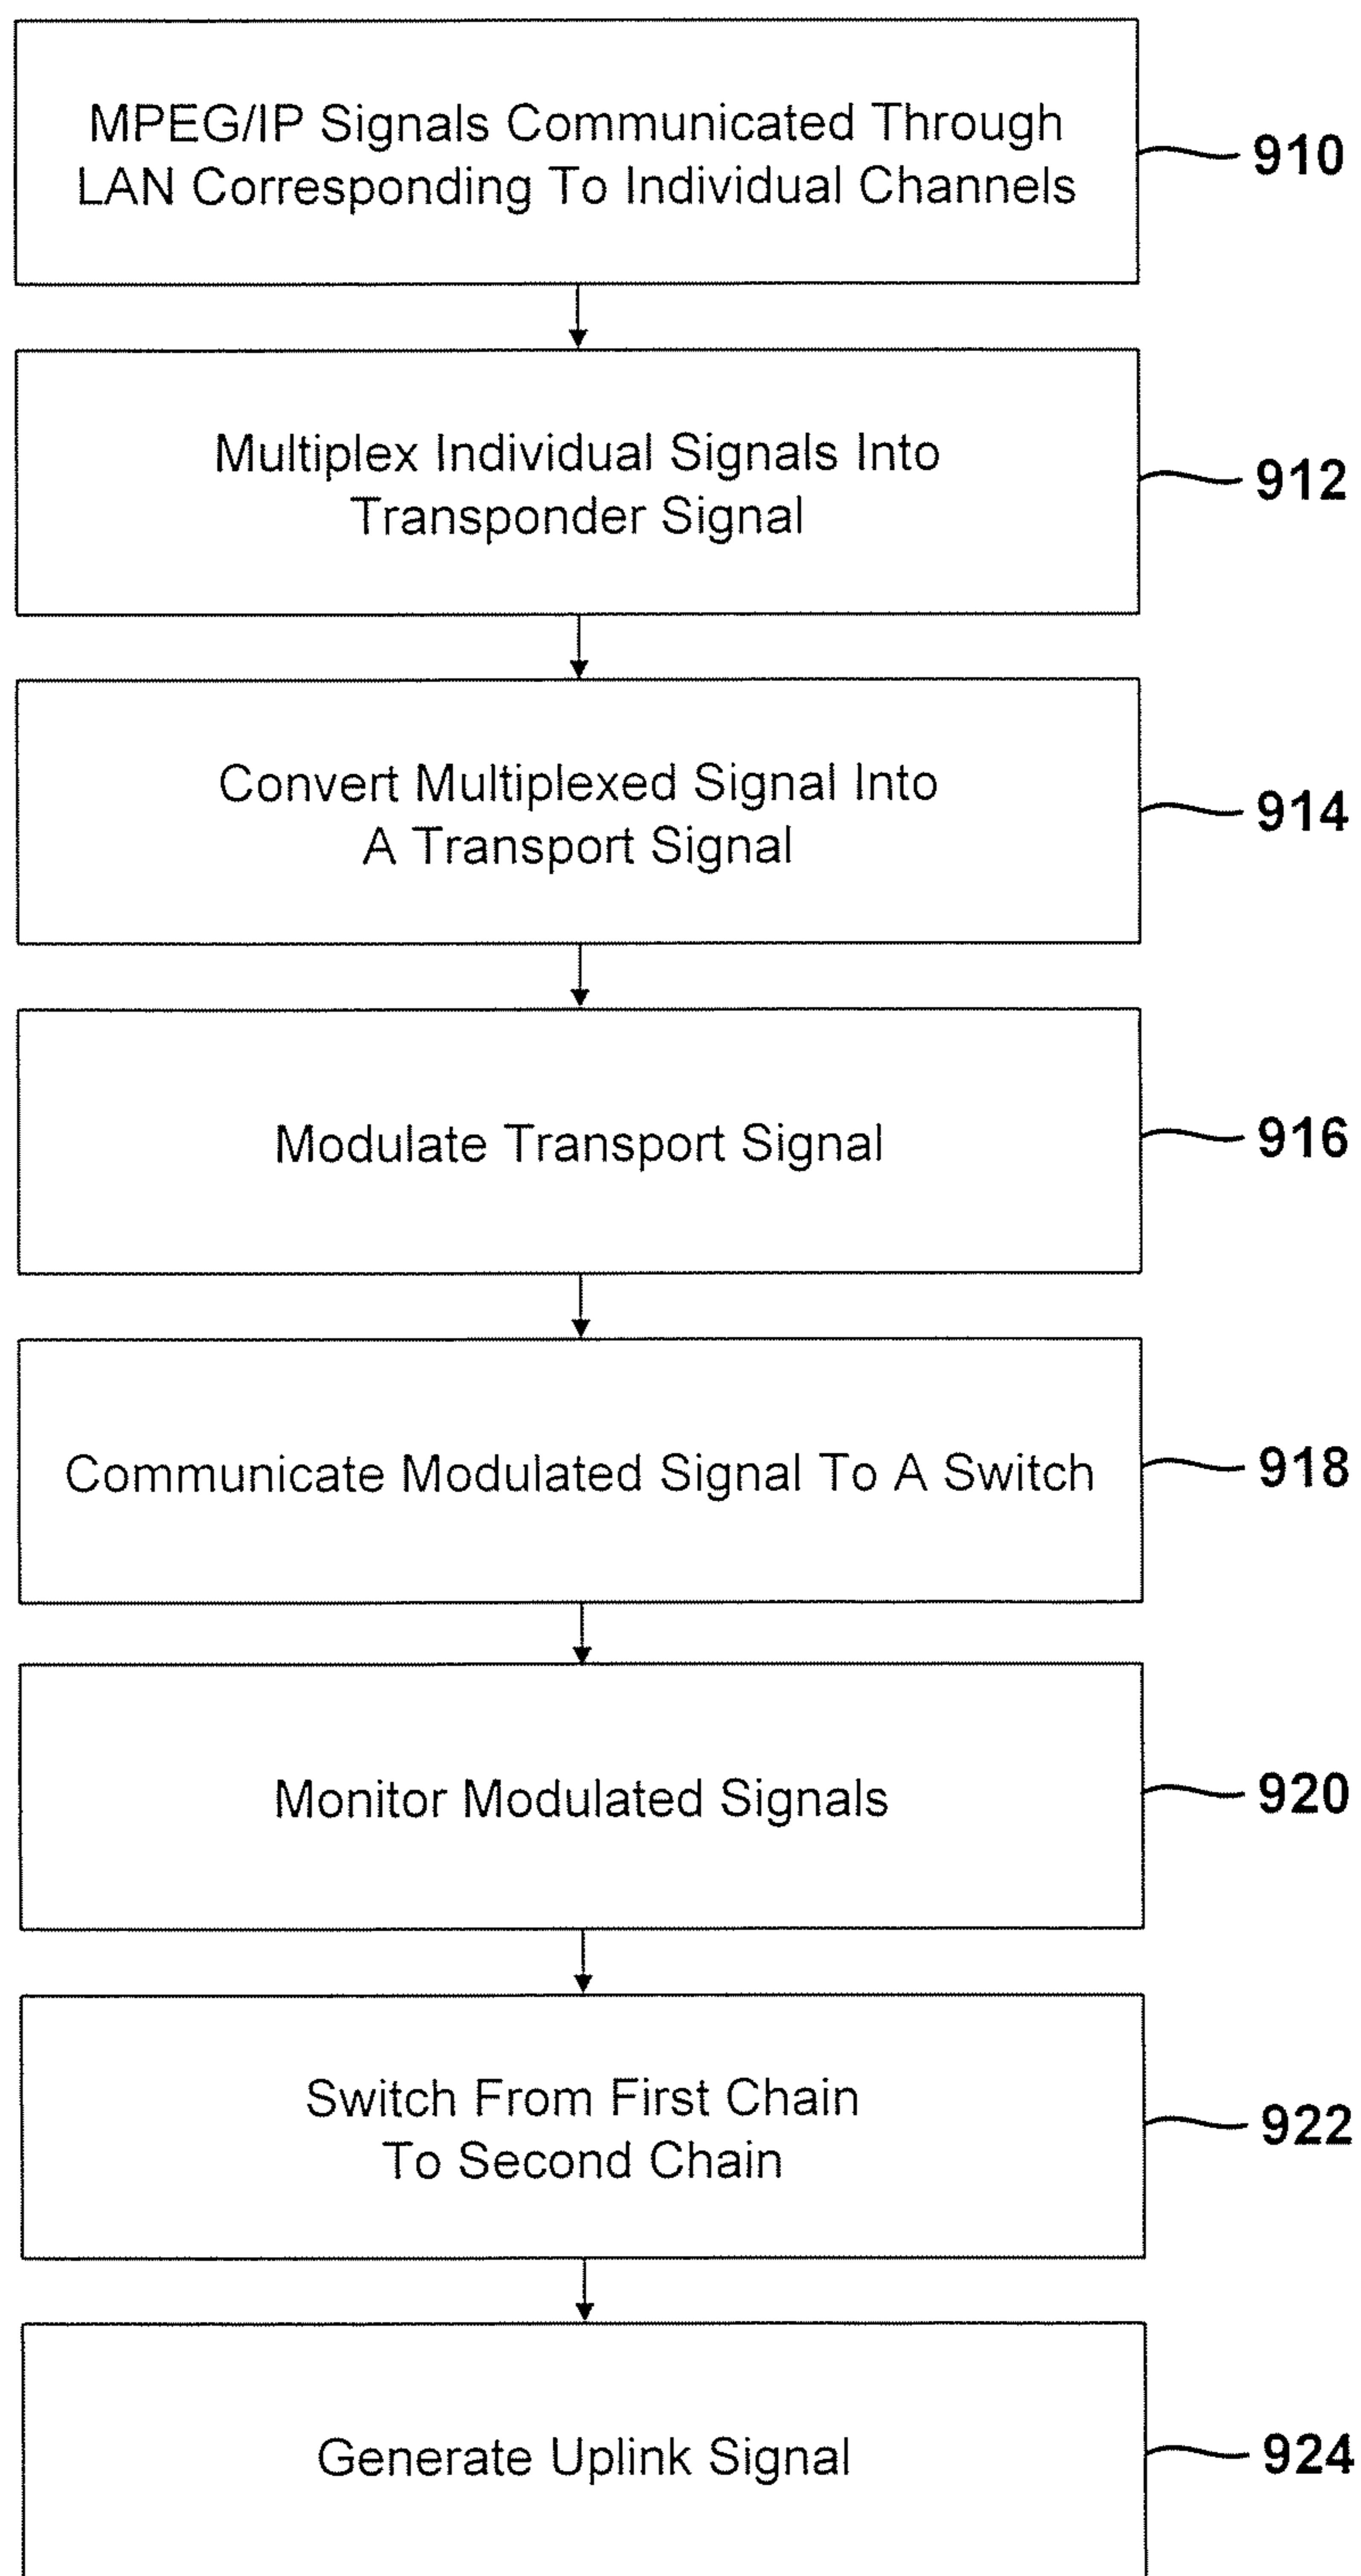 MPEG/IP Signals Communicated Through
LAN Corresponding To Individual Channels
910
Multiplex Individual Signals Into
Transponder Signal
912
Convert Multiplexed Signal Into
A Transport Signal
914
Modulate Transport Signal
916
Communicate Modulated Signal To A Switch
918
Monitor Modulated Signals
920
Switch From First Chain
To Second Chain
922
Generate Uplink Signal
924